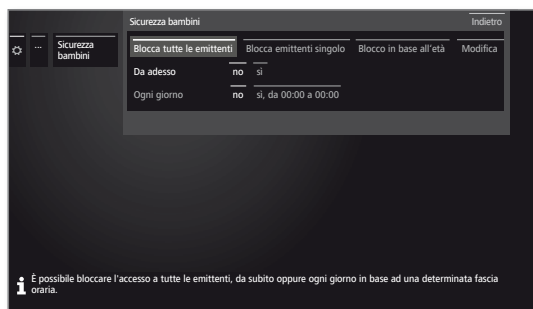 Sicurezza bambini Indietro
... Sicurezza bambini
Blocca tutte le emittenti Blocca emittenti singolo Blocco in base all'età Modifica
Da adesso no sì
Ogni giorno no sì, da 00:00 a 00:00
È possibile bloccare l'accesso a tutte le emittenti, da subito oppure ogni giorno in base ad una determinata fascia
oraria.